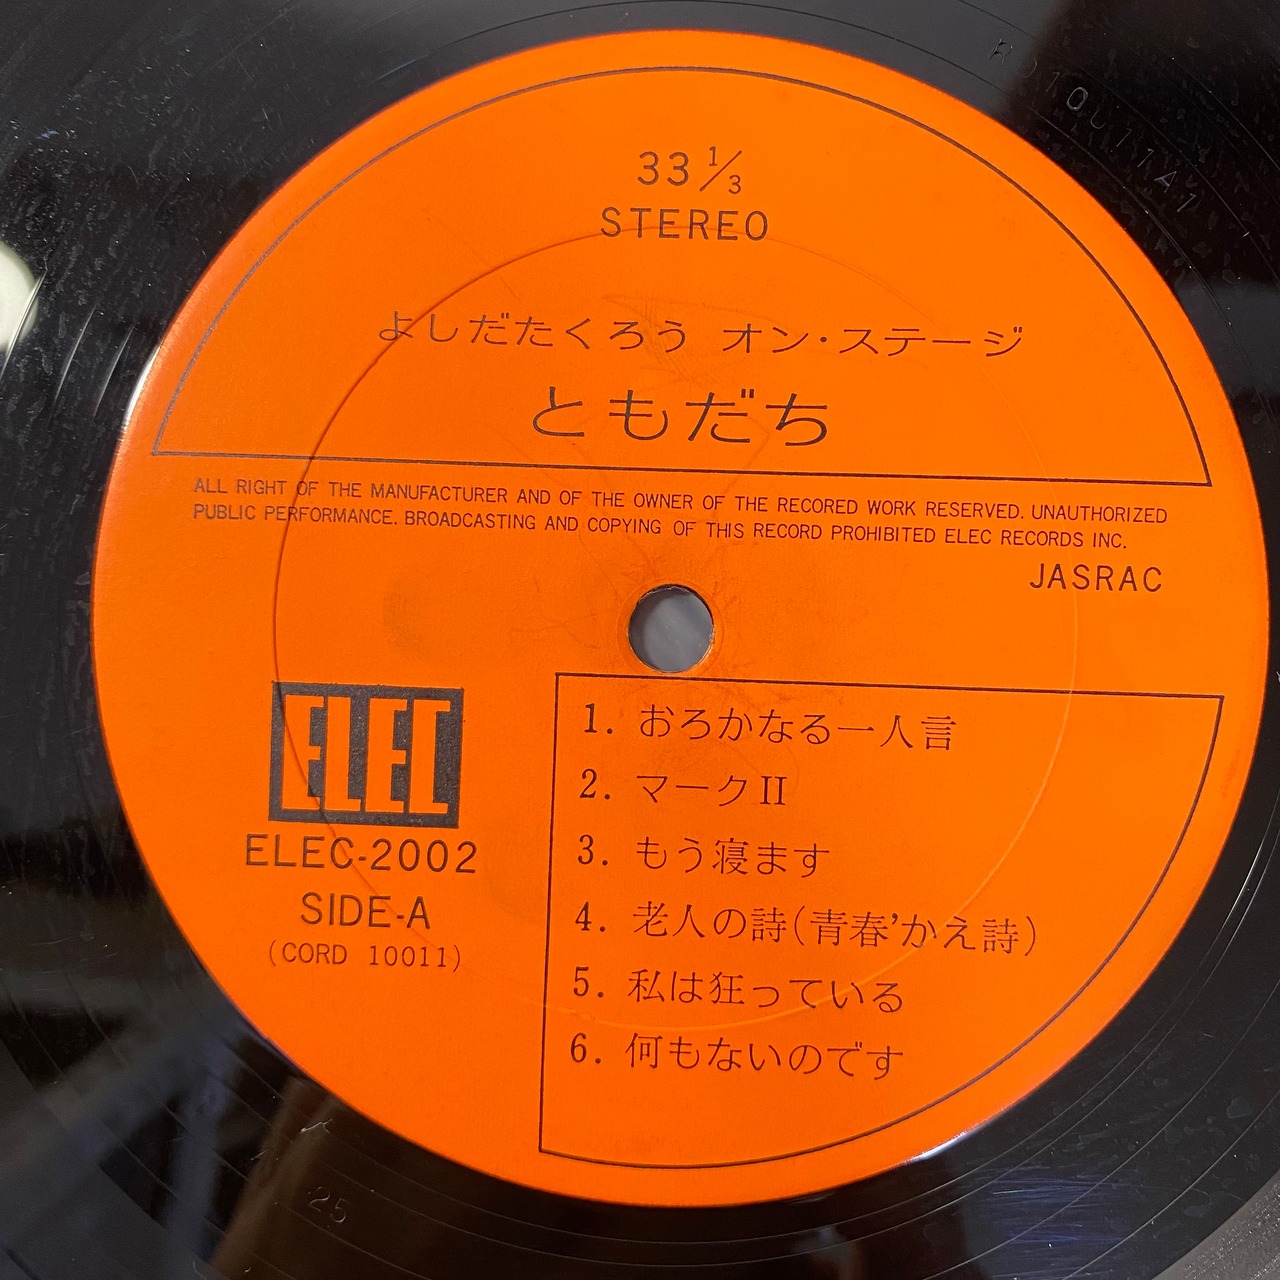 33 1/3
STEREO
よしだたくろう オン・ステージ
ともだち
ALL RIGHT OF THE MANUFACTURER AND OF THE OWNER OF THE RECORED WORK RESERVED. UNAUTHORIZED
PUBLIC PERFORMANCE. BROADCASTING AND COPYING OF THIS RECORD PROHIBITED ELEC RECORDS INC.
JASRAC
ELEC
ELEC-2002
SIDE-A
(CORD 10011)
1. おろかなる一人言
2. マークII
3. もう寝ます
4. 老人の詩(青春'かえ詩)
5. 私は狂っている
6. 何もないのです
25